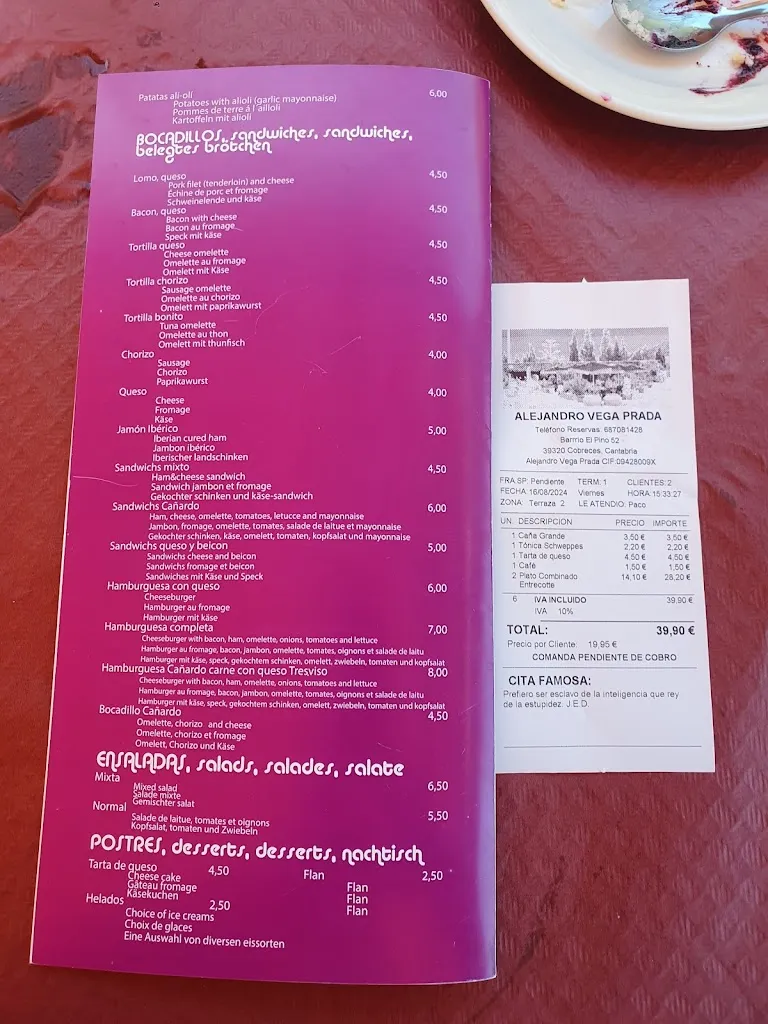 Patatas ali-oli 6,00
Potatoes with alioli (garlic mayonnaise)
Pommes de terre á l'ailloli
Kartoffeln mit alioli
BOCADILLOS, sandwiches, sandwiches,
belegtes brötchen
Lomo, queso 4,50
Pork filet (tenderloin) and cheese
Échine de porc et fromage
Schweinelende und käse
Bacon, queso 4,50
Bacon with cheese
Bacon au fromage
Speck mit käse
Tortilla queso 4,50
Cheese omelette
Omelette au fromage
Omelett mit Käse
Tortilla chorizo 4,50
Sausage omelette
Omelette au chorizo
Omelett mit paprikawurst
Tortilla bonito 4,50
Tuna omelette
Omelette au thon
Omelett mit thunfisch
Chorizo 4,00
Sausage
Chorizo
Paprikawurst
Queso 4,00
Cheese
Fromage
Käse
Jamón Ibérico 5,00
Iberian cured ham
Jambon ibérico
Iberischer landschinken
Sandwichs mixto 4,50
Ham&cheese sandwich
Sandwich jambon et fromage
Gekochter schinken und käse-sandwich
Sandwichs Cañardo 6,00
Ham, cheese, omelette, tomatoes, letucce and mayonnaise
Jambon, fromage, omelette, tomates, salade de laitue et mayonnaise
Gekochter schinken, käse, omelett, tomaten, kopfsalat und mayonnaise
Sandwichs queso y beicon 5,00
Sandwichs cheese and beicon
Sandwichs fromage et beicon
Sandwiches mit Käse und Speck
Hamburguesa con queso 6,00
Cheeseburger
Hamburger au fromage
Hamburger mit käse
Hamburguesa completa 7,00
Cheeseburger with bacon, ham, omelette, onions, tomatoes and lettuce
Hamburger au fromage, bacon, jambon, omelette, tomates, oignons et salade de laitu
Hamburger mit käse, speck, gekochtem schinken, omelett, zwiebeln, tomaten und kopfsalat
Hamburguesa Cañardo carne con queso Tresviso 8,00
Cheeseburger with bacon, ham, omelette, onions, tomatoes and lettuce
Hamburger au fromage, bacon, jambon, omelette, tomates, oignons et salade de laitu
Hamburger mit käse, speck, gekochtem schinken, omelett, zwiebeln, tomaten und kopfsalat
Bocadillo Cañardo 4,50
Omelette, chorizo and cheese
Omelette, chorizo et fromage
Omelett, Chorizo und Käse
ENSALADAS, salads, salades, salate
Mixta 6,50
Mixed salad
Salade mixte
Gemischter salat
Normal 5,50
Salade de laitue, tomates et oignons
Kopfsalat, tomaten und Zwiebeln
POSTRES, desserts, desserts, nachtisch
Tarta de queso 4,50 Flan 2,50
Cheese cake Flan
Gâteau fromage Flan
Käsekuchen Flan
Helados 2,50
Choice of ice creams
Choix de glaces
Eine Auswahl von diversen eissorten
ALEJANDRO VEGA PRADA
Teléfono Reservas: 687081428
Barrrio El Pino 52
39320 Cobreces, Cantabria
Alejandro Vega Prada CIF:09428009X
FRA.SP: Pendiente TERM: 1 CLIENTES: 2
FECHA: 16/08/2024 Viernes HORA: 15:33:27
ZONA: Terraza 2 LE ATENDIO: Paco
UN. DESCRIPCION PRECIO IMPORTE
1 Caña Grande 3,50 € 3,50 €
1 Tónica Schweppes 2,20 € 2,20 €
1 Tarta de queso 4,50 € 4,50 €
1 Café 1,50 € 1,50 €
2 Plato Combinado 14,10 € 28,20 €
Entrecotte
6 IVA INCLUIDO 39,90 €
IVA 10%
TOTAL: 39,90 €
Precio por Cliente: 19,95 €
COMANDA PENDIENTE DE COBRO
CITA FAMOSA:
Prefiero ser esclavo de la inteligencia que rey
de la estupidez. J.E.D.